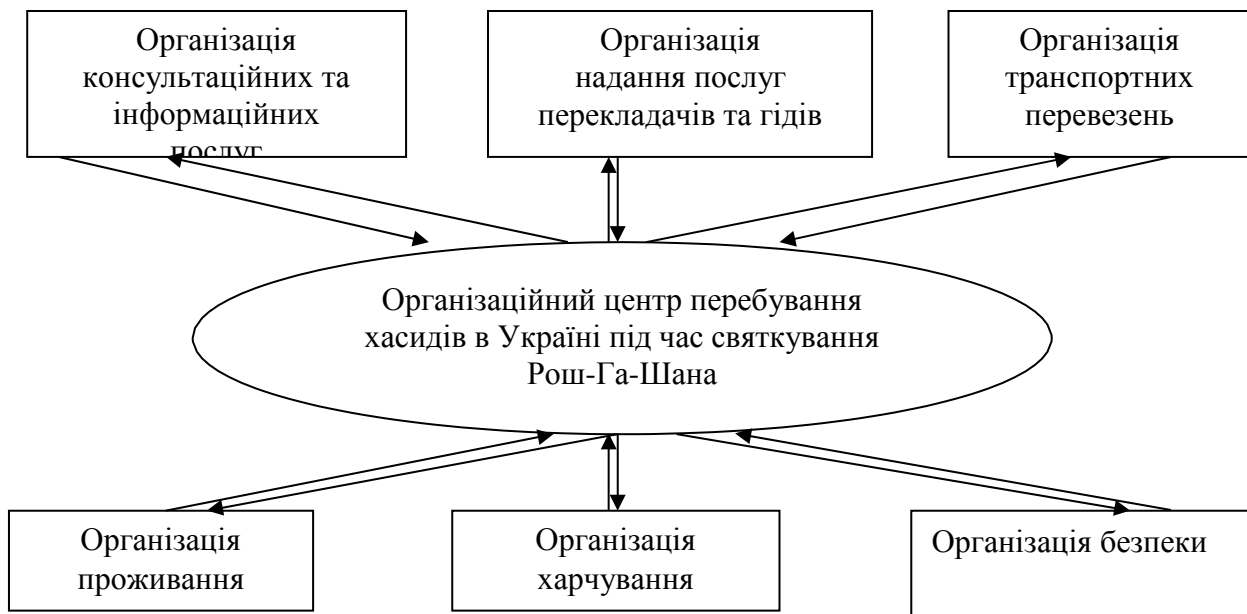 Організація
консультаційних та
інформаційних
послуг
Організація
надання послуг
перекладачів та гідів
Організація
транспортних
перевезень
Організаційний центр перебування
хасидів в Україні під час святкування
Рош-Га-Шана
Організація
проживання
Організація
харчування
Організація безпеки